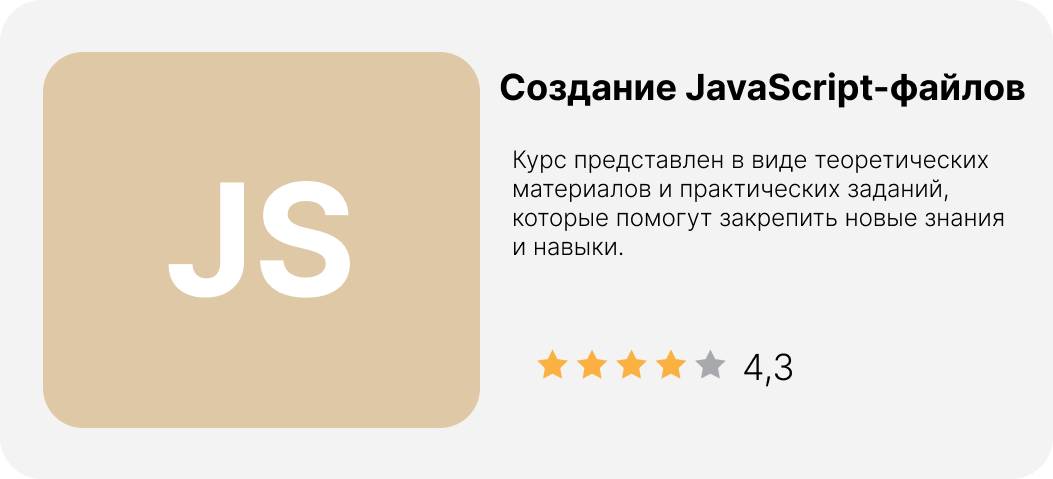 JS
Создание JavaScript-файлов
Курс представлен в виде теоретических
материалов и практических заданий,
которые помогут закрепить новые знания
и навыки.
4,3